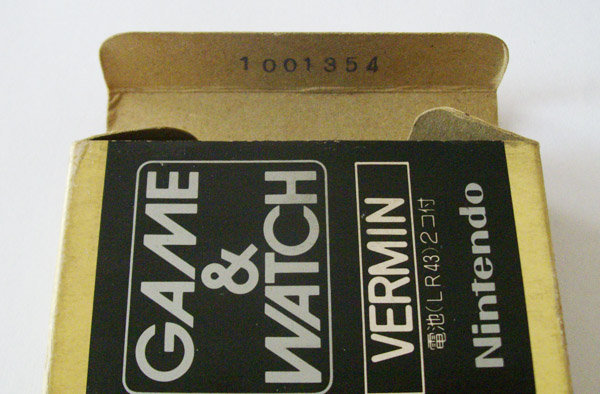 1001354
GAME
&
WATCH
VERMIN
電池(LR43)2コ付
Nintendo